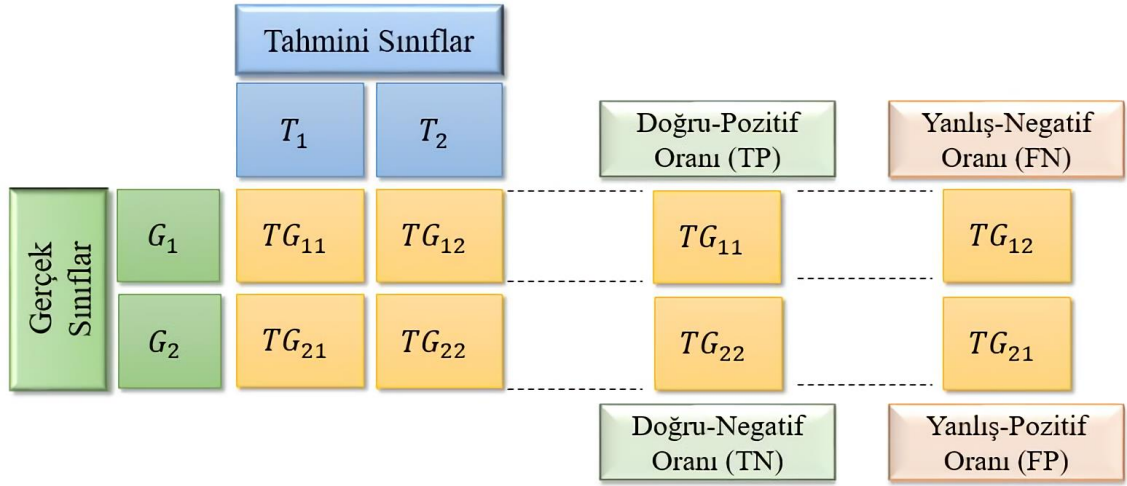 Tahmini Sınıflar
T₁ T₂
Doğru-Pozitif
Oranı (TP)
Yanlış-Negatif
Oranı (FN)
Gerçek
Sınıflar
G₁ TG₁₁ TG₁₂ TG₁₁ TG₁₂
G₂ TG₂₁ TG₂₂ TG₂₂ TG₂₁
Doğru-Negatif
Oranı (TN)
Yanlış-Pozitif
Oranı (FP)